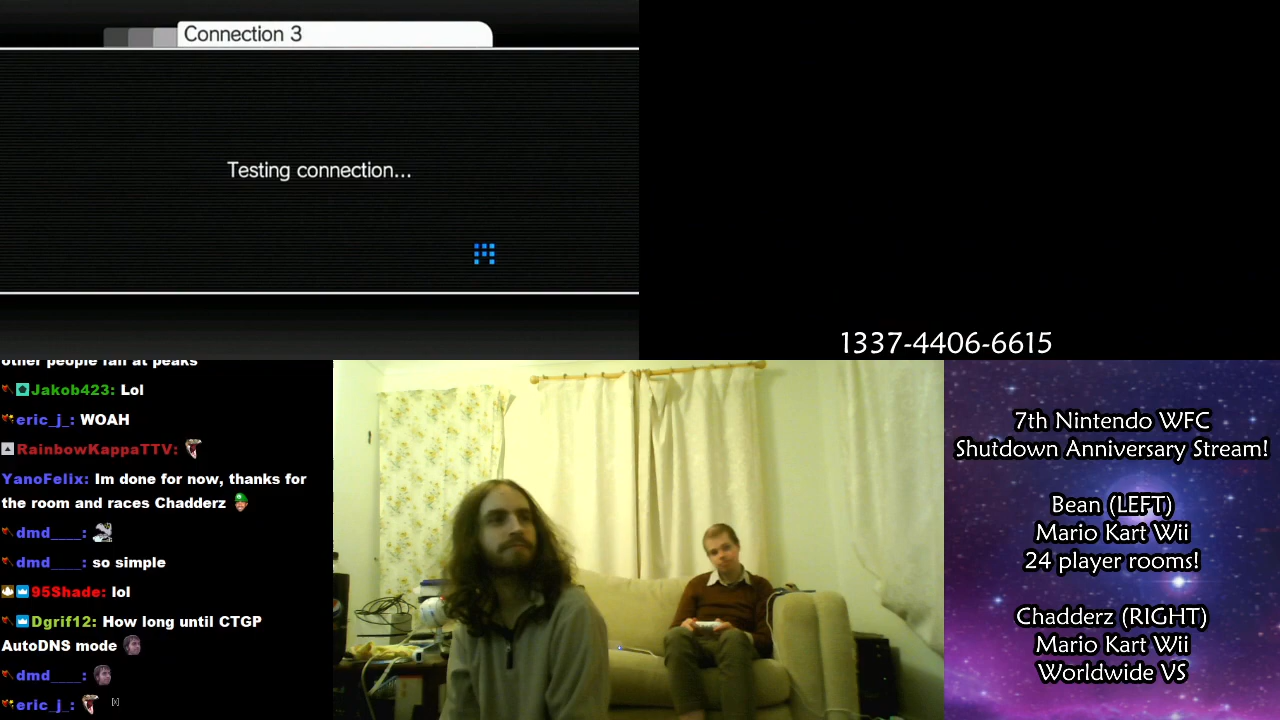 Connection 3
Testing connection...
1337-4406-6615
other people fall at peaks
Jakob423: Lol
eric_j_: WOAH
RainbowKappaTTV:
YanoFelix: Im done for now, thanks for
the room and races Chadderz
dmd____:
dmd____: so simple
95Shade: lol
Dgrif12: How long until CTGP
AutoDNS mode
dmd____:
eric_j_:
7th Nintendo WFC
Shutdown Anniversary Stream!
Bean (LEFT)
Mario Kart Wii
24 player rooms!
Chadderz (RIGHT)
Mario Kart Wii
Worldwide VS